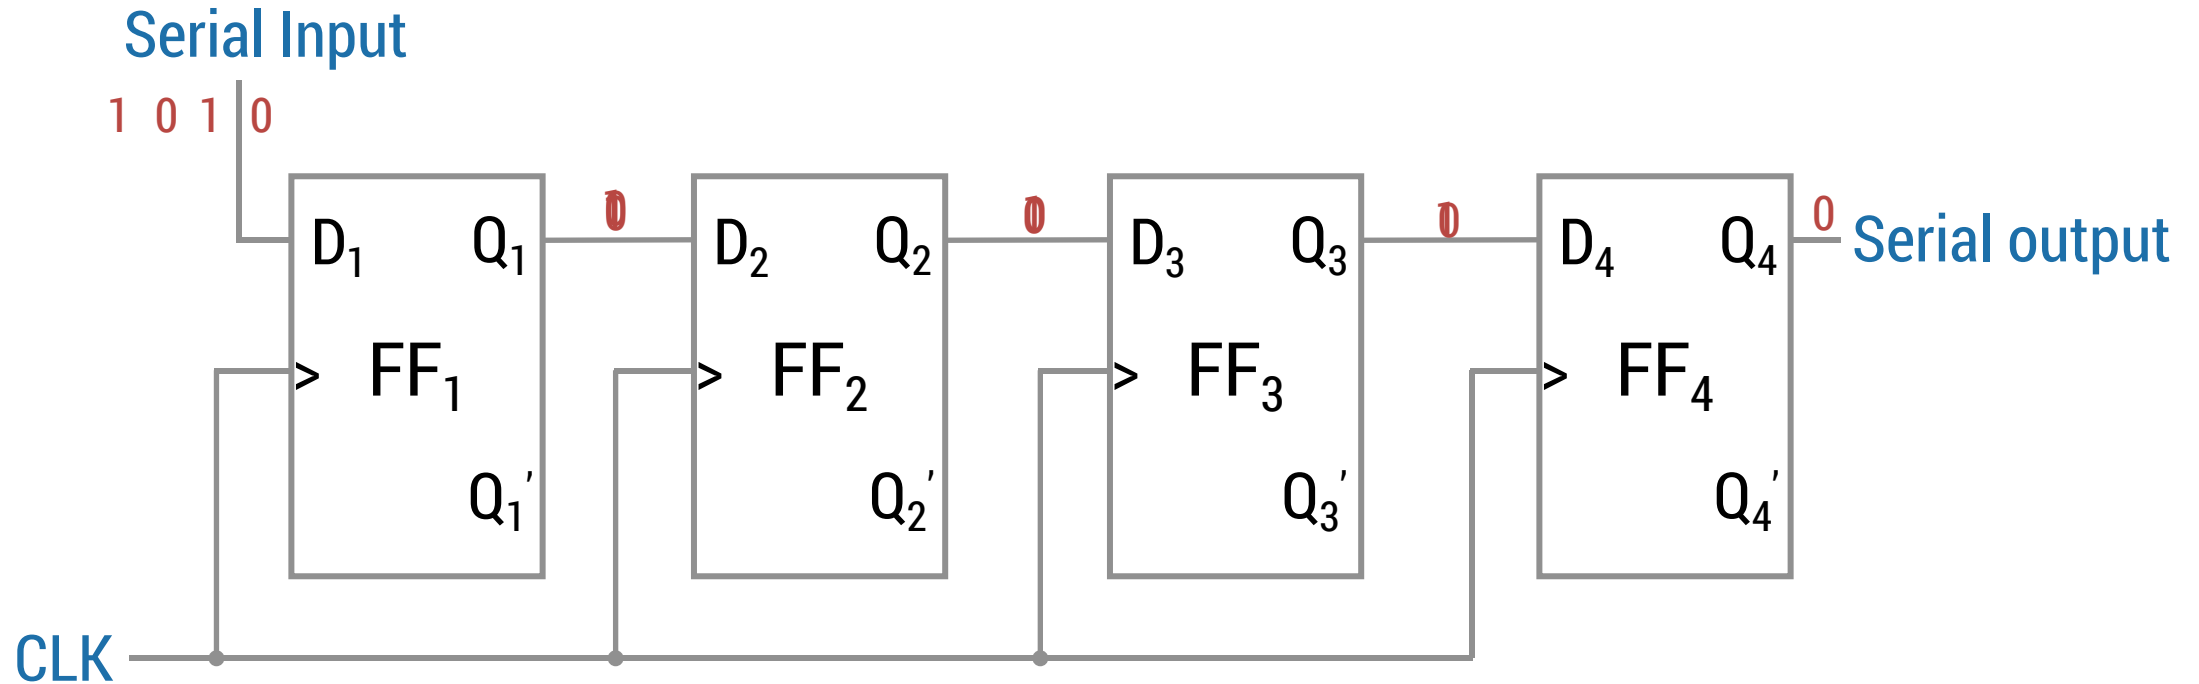 Serial Input
1 0 1 0
0
Serial output
D₁ Q₁
D₂ Q₂
D₃ Q₃
D₄ Q₄
> FF₁
> FF₂
> FF₃
> FF₄
Q₁'
Q₂'
Q₃'
Q₄'
CLK